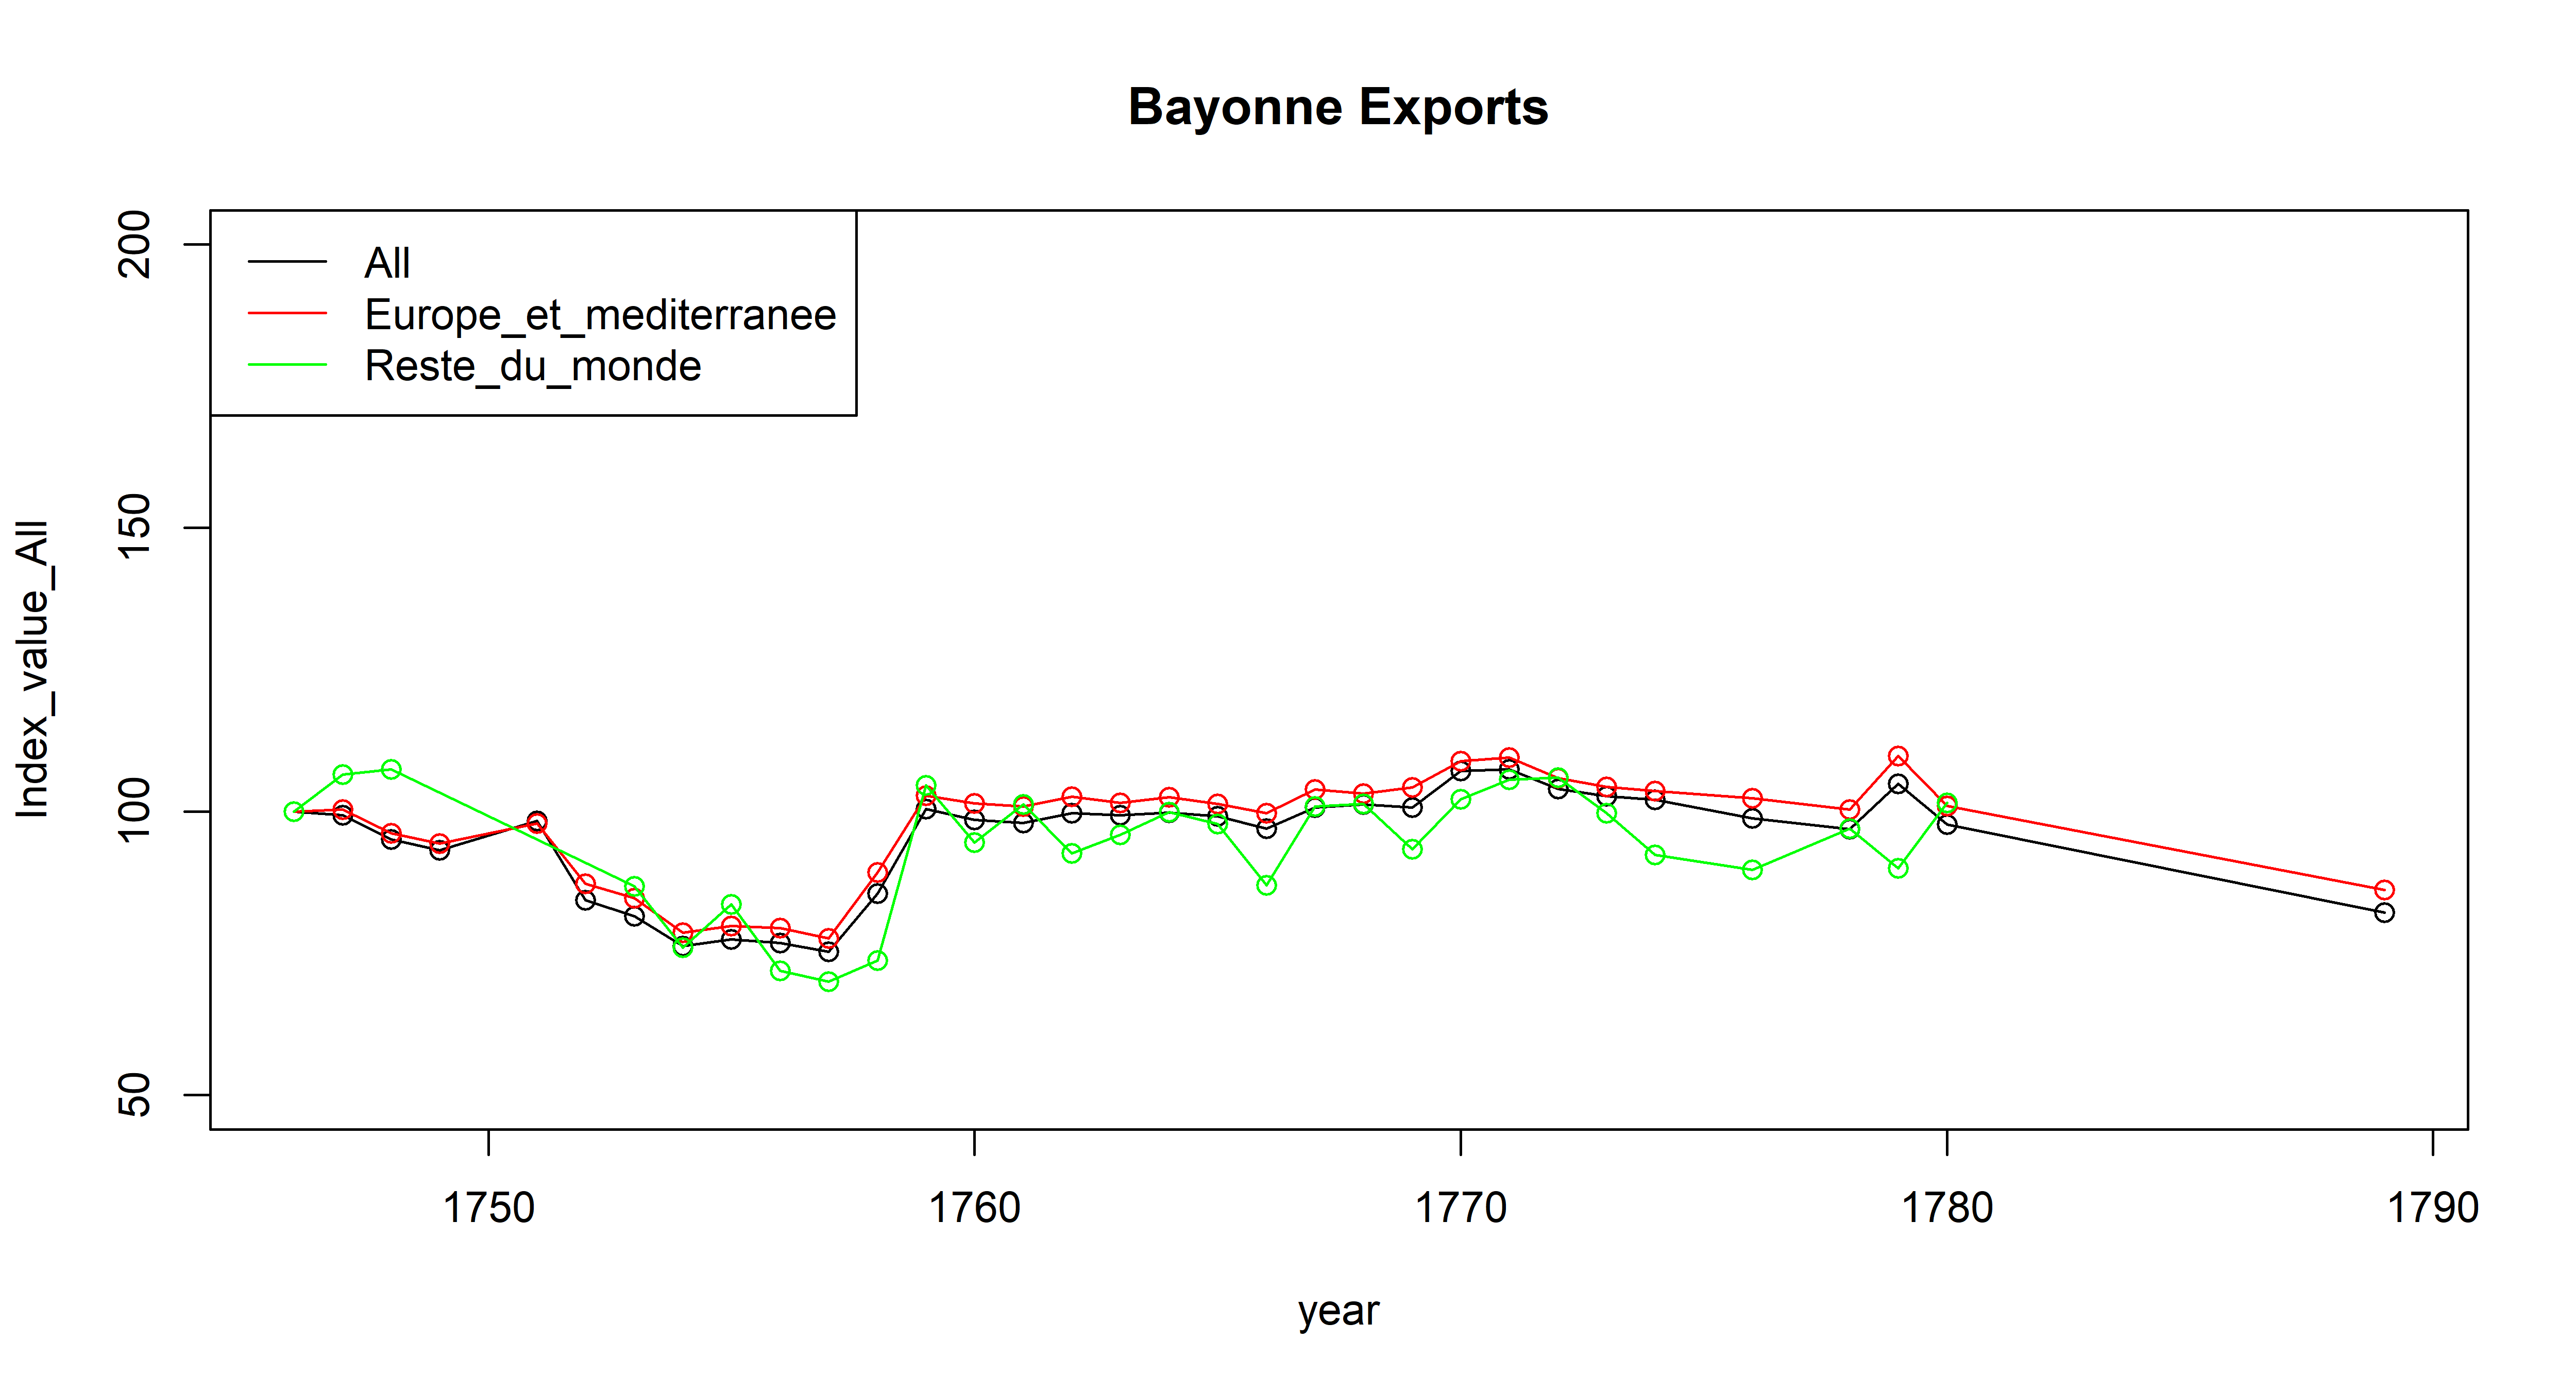 Bayonne Exports
All
Europe_et_mediterranee
Reste_du_monde
Index_value_All
200
150
100
50
1750
1760
1770
1780
1790
year